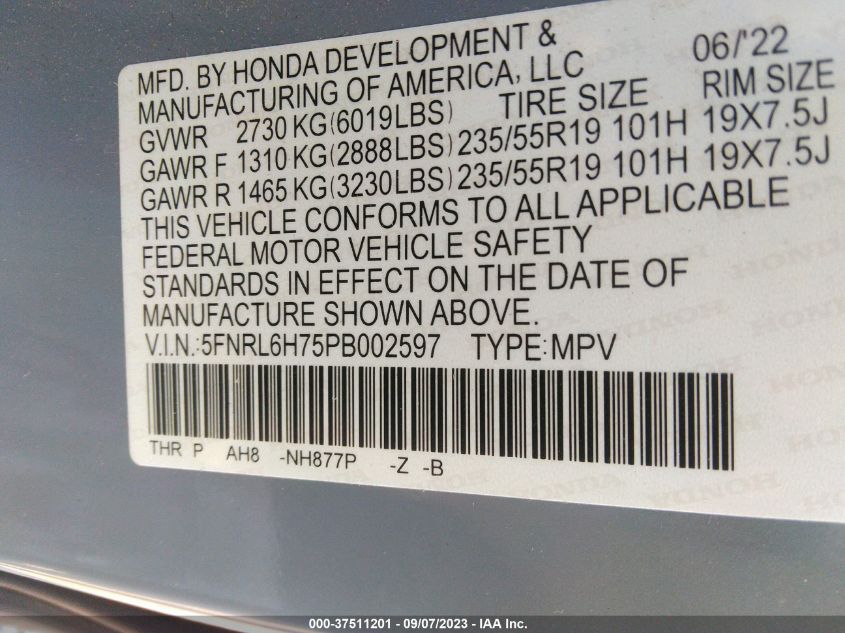 MFD. BY HONDA DEVELOPMENT & 06/'22
MANUFACTURING OF AMERICA, LLC
TIRE SIZE RIM SIZE
GVWR 2730 KG(6019LBS)
GAWR F 1310 KG(2888LBS) 235/55R19 101H 19X7.5J
GAWR R 1465 KG(3230LBS) 235/55R19 101H 19X7.5J
THIS VEHICLE CONFORMS TO ALL APPLICABLE
FEDERAL MOTOR VEHICLE SAFETY
STANDARDS IN EFFECT ON THE DATE OF
MANUFACTURE SHOWN ABOVE.
V.I.N.:5FNRL6H75PB002597 TYPE:MPV
THR P AH8 -NH877P -Z -B
HONDA
000-37511201 - 09/07/2023 - IAA Inc.